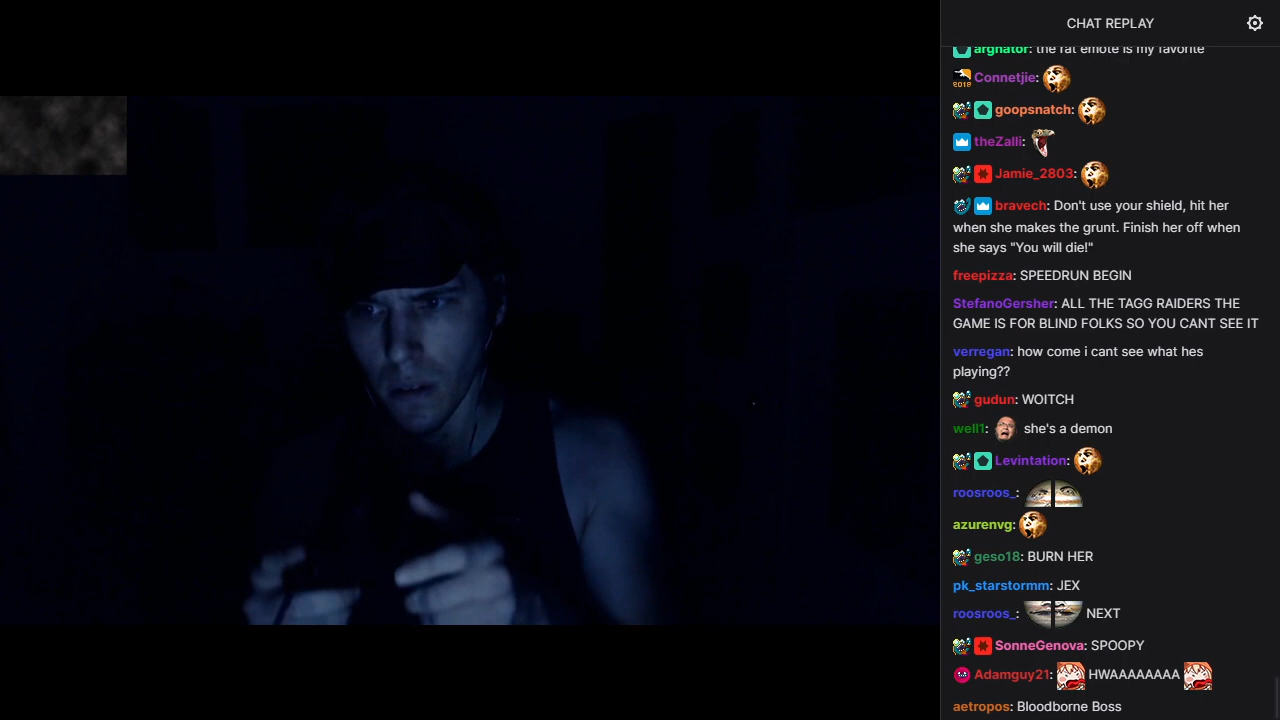 CHAT REPLAY
argnator: the rat emote is my favorite
2018 Connetjie:
goopsnatch:
theZalli:
Jamie_2803:
bravech: Don't use your shield, hit her
when she makes the grunt. Finish her off when
she says "You will die!"
freepizza: SPEEDRUN BEGIN
StefanoGersher: ALL THE TAGG RAIDERS THE
GAME IS FOR BLIND FOLKS SO YOU CANT SEE IT
verregan: how come i cant see what hes
playing??
gudun: WOITCH
well1: she's a demon
Levintation:
roosroos_:
azurenvg:
geso18: BURN HER
pk_starstormm: JEX
roosroos_: NEXT
SonneGenova: SPOOPY
Adamguy21: HWAAAAAAAA
aetropos: Bloodborne Boss